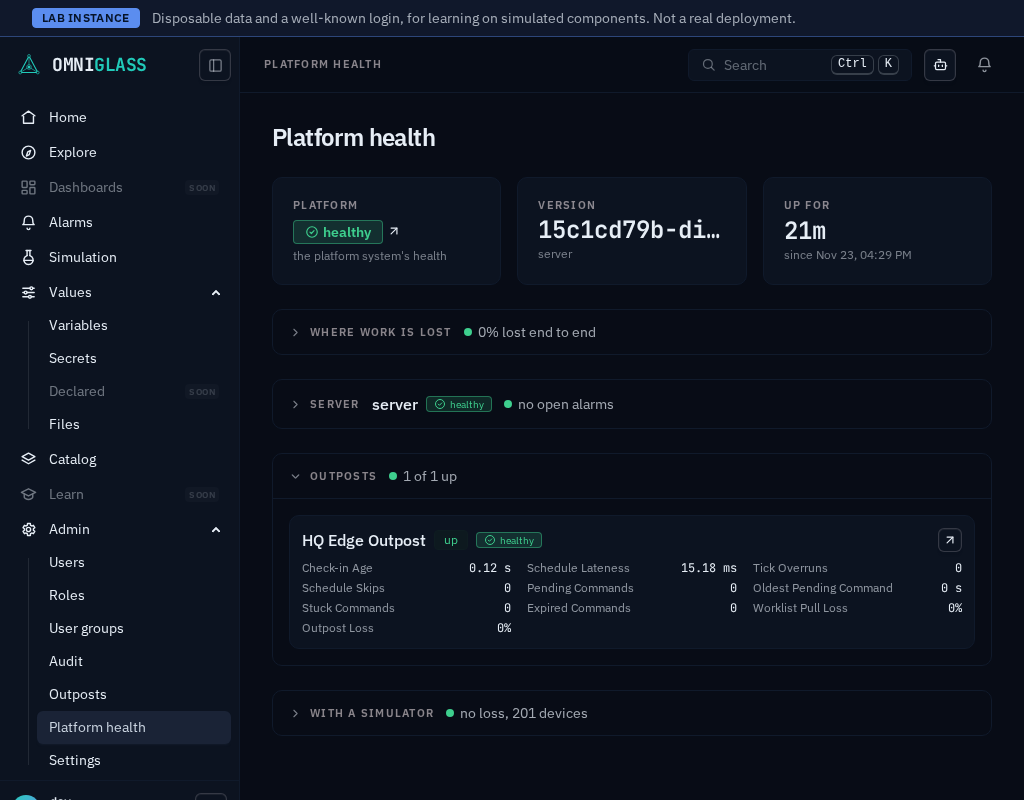 LAB INSTANCE Disposable data and a well-known login, for learning on simulated components. Not a real deployment.
OMNIGLASS
PLATFORM HEALTH
Search Ctrl K
Home
Explore
Dashboards SOON
Alarms
Simulation
Values
Variables
Secrets
Declared SOON
Files
Catalog
Learn SOON
Admin
Users
Roles
User groups
Audit
Outposts
Platform health
Settings
Platform health
PLATFORM
healthy
the platform system's health
VERSION
15c1cd79b-di…
server
UP FOR
21m
since Nov 23, 04:29 PM
WHERE WORK IS LOST 0% lost end to end
SERVER server healthy no open alarms
OUTPOSTS 1 of 1 up
HQ Edge Outpost up healthy
Check-in Age 0.12 s Schedule Lateness 15.18 ms Tick Overruns 0
Schedule Skips 0 Pending Commands 0 Oldest Pending Command 0 s
Stuck Commands 0 Expired Commands 0 Worklist Pull Loss 0%
Outpost Loss 0%
WITH A SIMULATOR no loss, 201 devices